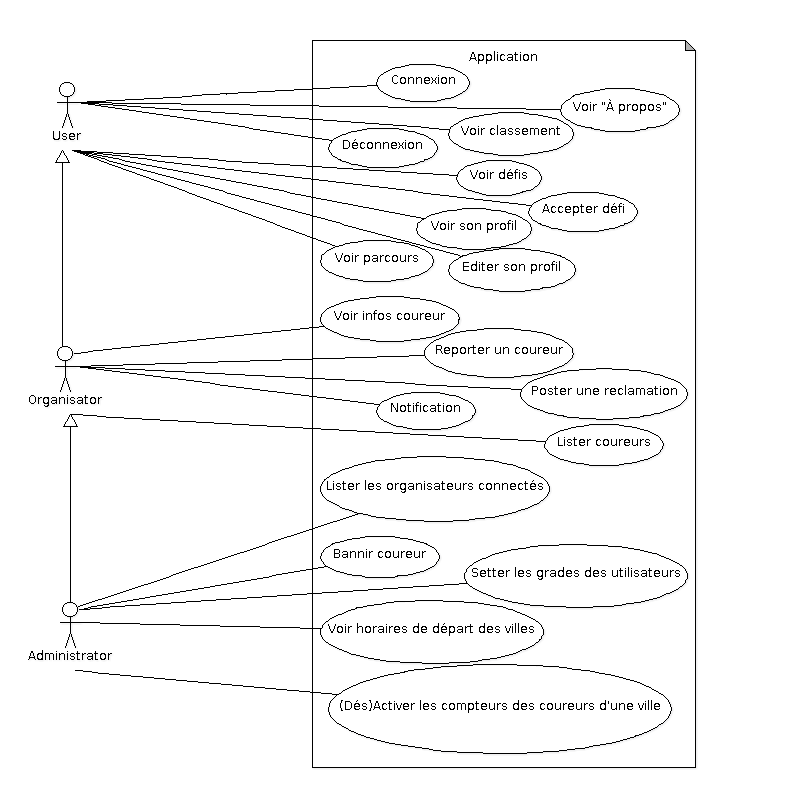 Application
Connexion
Voir "À propos"
Voir classement
User
Déconnexion
Voir défis
Accepter défi
Voir son profil
Voir parcours
Editer son profil
Voir infos coureur
Reporter un coureur
Poster une reclamation
Organisator
Notification
Lister coureurs
Lister les organisateurs connectés
Bannir coureur
Setter les grades des utilisateurs
Voir horaires de départ des villes
Administrator
(Dés)Activer les compteurs des coureurs d'une ville